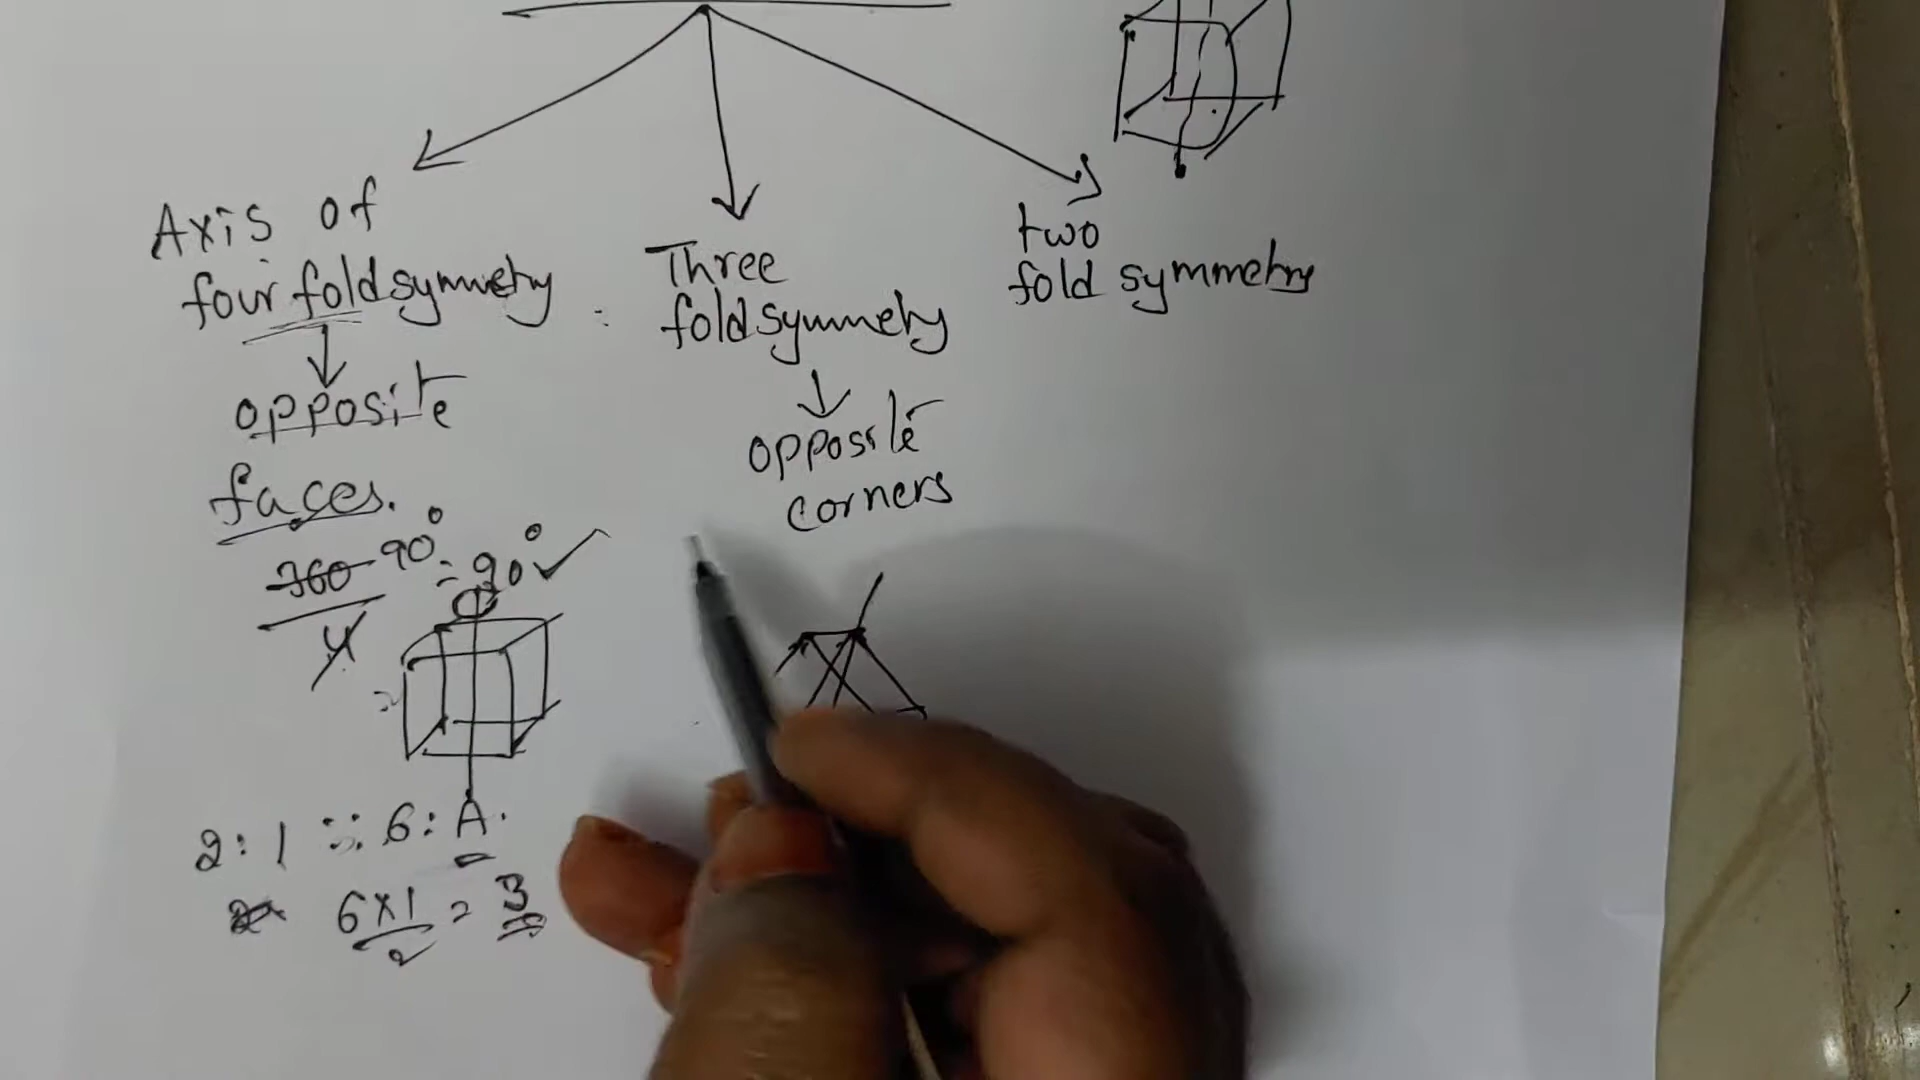 Axis of
four fold symmetry
↓
opposite
faces.
360 90°
4
= 90° ✓
2 : 1 :: 6 : A.
6×1 = 3
2
Three
fold symmetry
↓
opposite
corners
two
fold symmetry